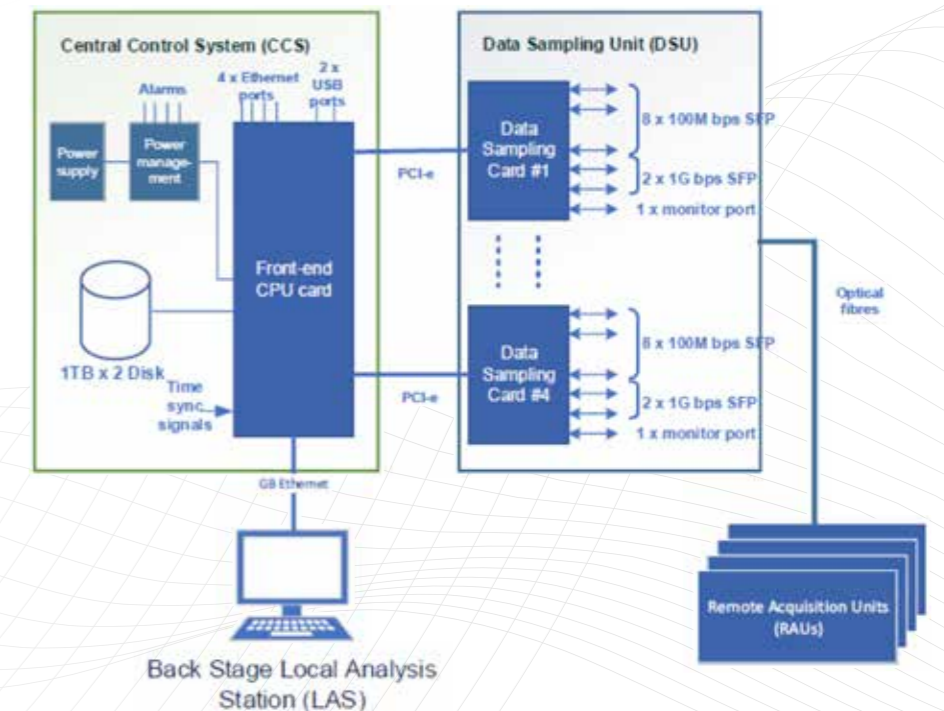 Central Control System (CCS)
Alarms
4 x Ethernet
ports
2 x
USB
ports
Power
supply
Power
manage-
ment
Front-end
CPU card
1TB x 2 Disk
Time
sync
signals
PCI-e
PCI-e
GB Ethernet
Back Stage Local Analysis
Station (LAS)
Data Sampling Unit (DSU)
Data
Sampling
Card #1
8 x 100M bps SFP
2 x 1G bps SFP
1 x monitor port
Data
Sampling
Card #4
8 x 100M bps SFP
2 x 1G bps SFP
1 x monitor port
Optical
fibres
Remote Acquisition Units
(RAUs)